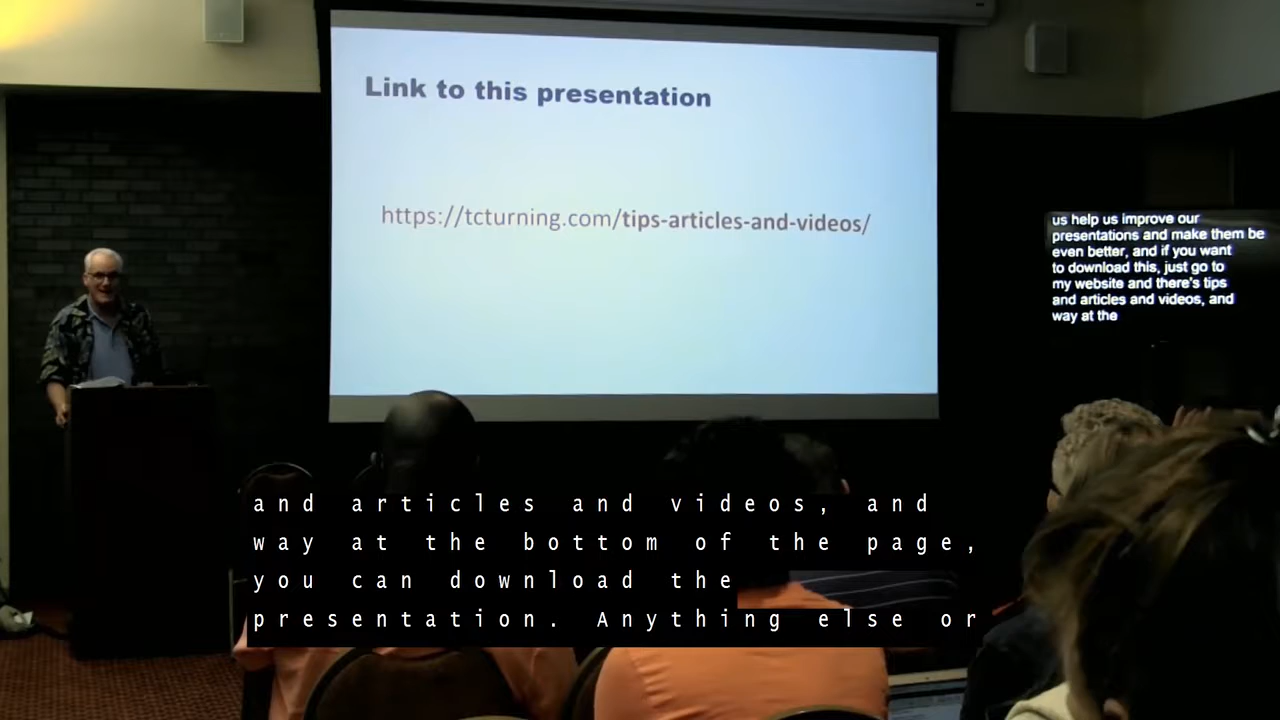 Link to this presentation
https://tcturning.com/tips-articles-and-videos/
us help us improve our
presentations and make them be
even better, and if you want
to download this, just go to
my website and there's tips
and articles and videos, and
way at the
and articles and videos, and
way at the bottom of the page,
you can download the
presentation. Anything else or